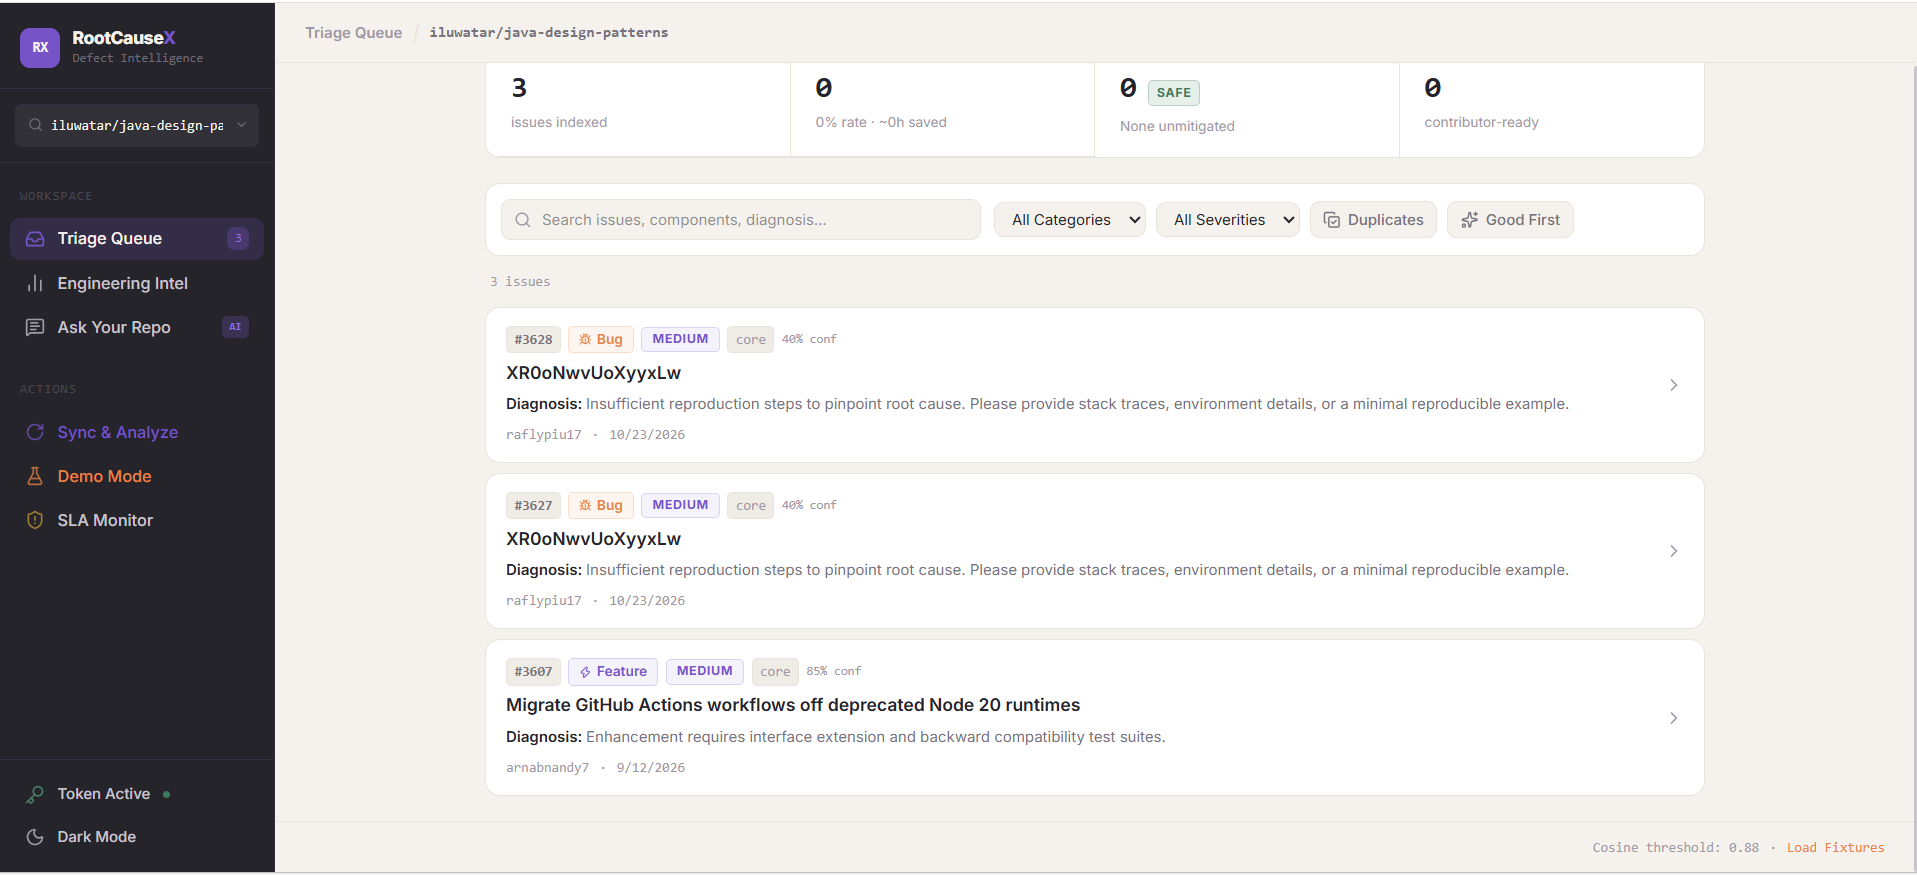 RX
RootCauseX
Defect Intelligence
iluwatar/java-design-pa
WORKSPACE
Triage Queue 3
Engineering Intel
Ask Your Repo AI
ACTIONS
Sync & Analyze
Demo Mode
SLA Monitor
Token Active
Dark Mode
Triage Queue / iluwatar/java-design-patterns
3
issues indexed
0
0% rate · ~0h saved
0 SAFE
None unmitigated
0
contributor-ready
Search issues, components, diagnosis...
All Categories
All Severities
Duplicates
Good First
3 issues
#3628 Bug MEDIUM core 40% conf
XR0oNwvUoXyyxLw
Diagnosis: Insufficient reproduction steps to pinpoint root cause. Please provide stack traces, environment details, or a minimal reproducible example.
raflypiu17 · 10/23/2026
#3627 Bug MEDIUM core 40% conf
XR0oNwvUoXyyxLw
Diagnosis: Insufficient reproduction steps to pinpoint root cause. Please provide stack traces, environment details, or a minimal reproducible example.
raflypiu17 · 10/23/2026
#3607 Feature MEDIUM core 85% conf
Migrate GitHub Actions workflows off deprecated Node 20 runtimes
Diagnosis: Enhancement requires interface extension and backward compatibility test suites.
arnabnandy7 · 9/12/2026
Cosine threshold: 0.88 · Load Fixtures